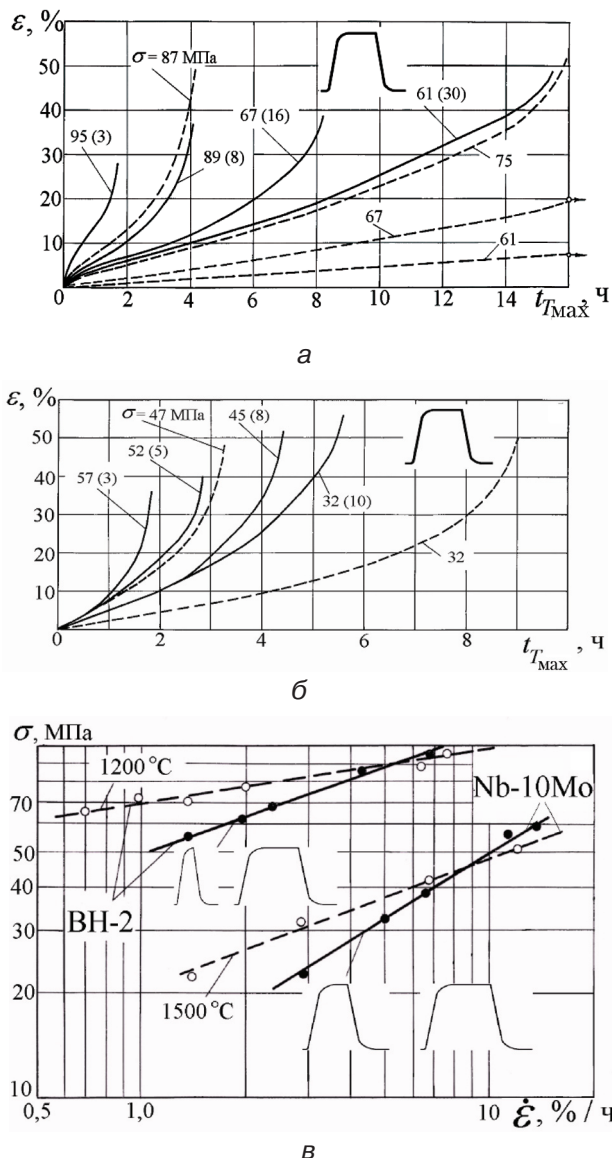 ε, %
50
40
30
20
10
0
2
4
6
8
10
12
14
t_Tмах, ч
σ = 87 МПа
95 (3)
89 (8)
67 (16)
61 (30)
75
67
61
а
ε, %
50
40
30
20
10
0
2
4
6
8
t_Tмах, ч
σ= 47 МПа
57 (3)
52 (5)
45 (8)
32 (10)
32
б
σ, МПа
70
50
40
30
20
10
0,5
1,0
10
ε̇, % / ч
1200 °C
Nb-10Mo
ВН-2
1500 °C
в